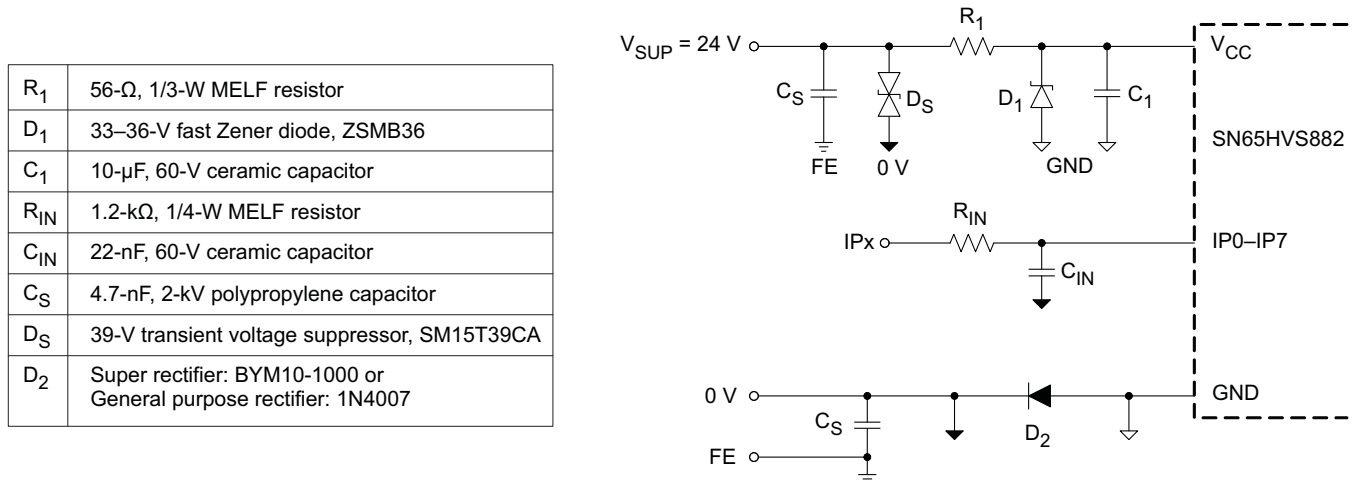 R1 56-Ω, 1/3-W MELF resistor
D1 33–36-V fast Zener diode, ZSMB36
C1 10-μF, 60-V ceramic capacitor
RIN 1.2-kΩ, 1/4-W MELF resistor
CIN 22-nF, 60-V ceramic capacitor
CS 4.7-nF, 2-kV polypropylene capacitor
DS 39-V transient voltage suppressor, SM15T39CA
D2 Super rectifier: BYM10-1000 or
General purpose rectifier: 1N4007
R1
VSUP = 24 V
VCC
CS
DS
D1
C1
SN65HVS882
FE
0 V
GND
RIN
IPx
IP0–IP7
CIN
0 V
GND
CS
D2
FE